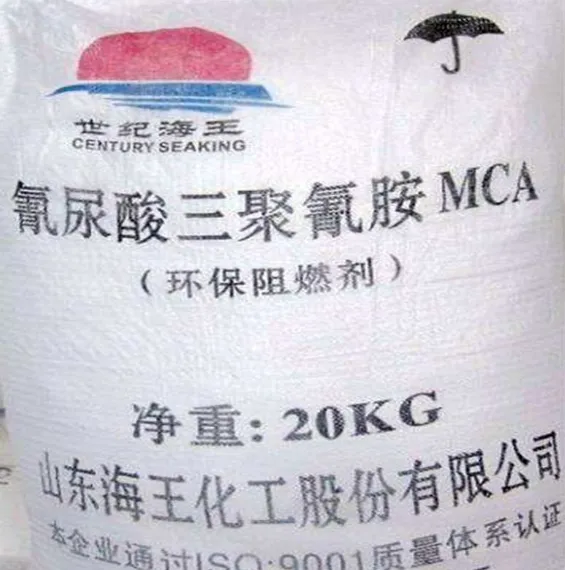 世纪海王
CENTURY SEAKING
氰尿酸三聚氰胺 MCA
（环保阻燃剂）
净重: 20KG
山东海王化工股份有限公司
本企业通过ISO:9001质量体系认证